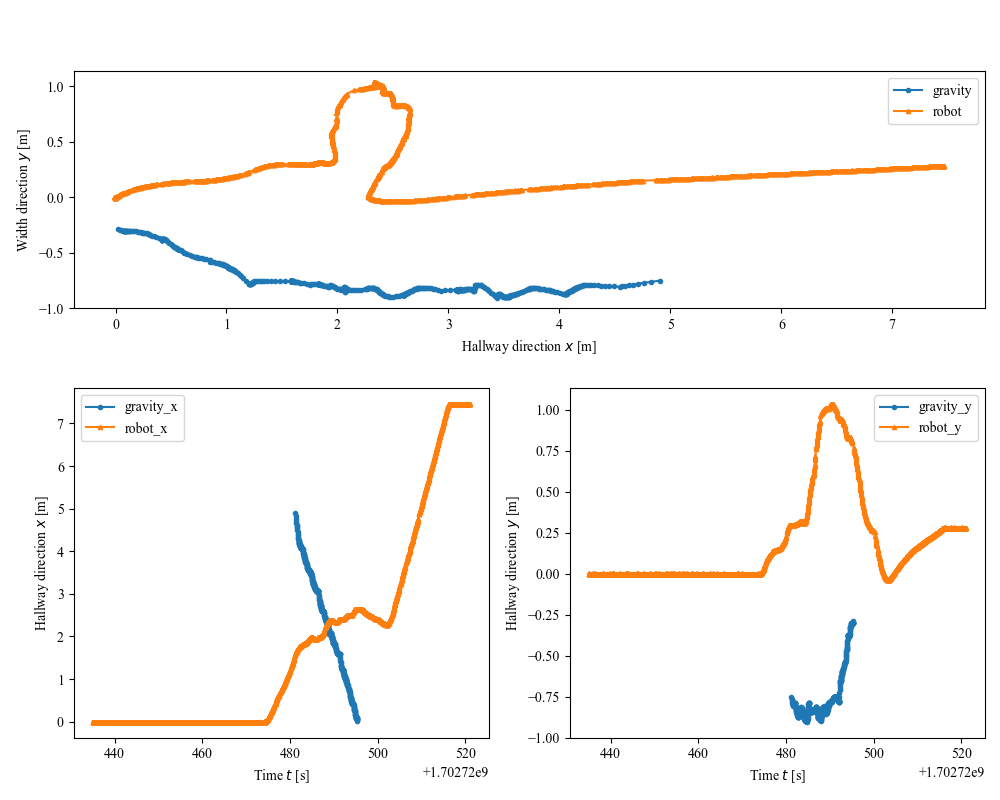 1.0
0.5
0.0
−0.5
−1.0
Width direction y [m]
gravity
robot
0 1 2 3 4 5 6 7
Hallway direction x [m]
7
6
5
4
3
2
1
0
Hallway direction x [m]
gravity_x
robot_x
440 460 480 500 520
Time t [s]
+1.70272e9
1.00
0.75
0.50
0.25
0.00
−0.25
−0.50
−0.75
−1.00
Hallway direction y [m]
gravity_y
robot_y
440 460 480 500 520
Time t [s]
+1.70272e9